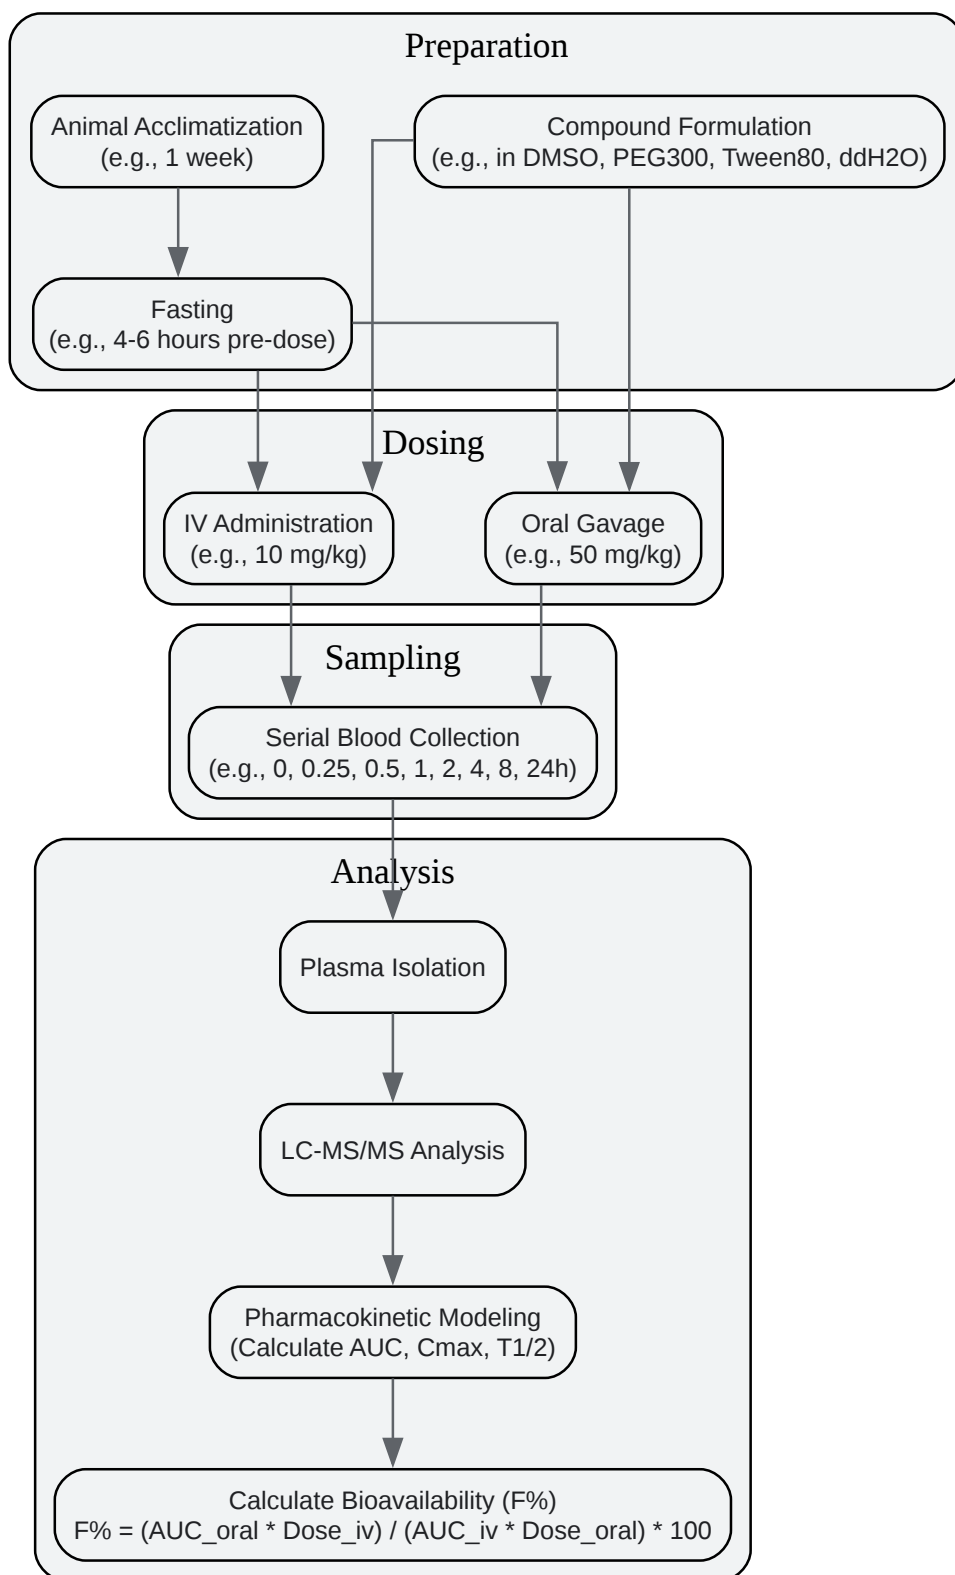 Preparation
Animal Acclimatization
(e.g., 1 week)
Compound Formulation
(e.g., in DMSO, PEG300, Tween80, ddH2O)
Fasting
(e.g., 4-6 hours pre-dose)
Dosing
IV Administration
(e.g., 10 mg/kg)
Oral Gavage
(e.g., 50 mg/kg)
Sampling
Serial Blood Collection
(e.g., 0, 0.25, 0.5, 1, 2, 4, 8, 24h)
Analysis
Plasma Isolation
LC-MS/MS Analysis
Pharmacokinetic Modeling
(Calculate AUC, Cmax, T1/2)
Calculate Bioavailability (F%)
F% = (AUC_oral * Dose_iv) / (AUC_iv * Dose_oral) * 100